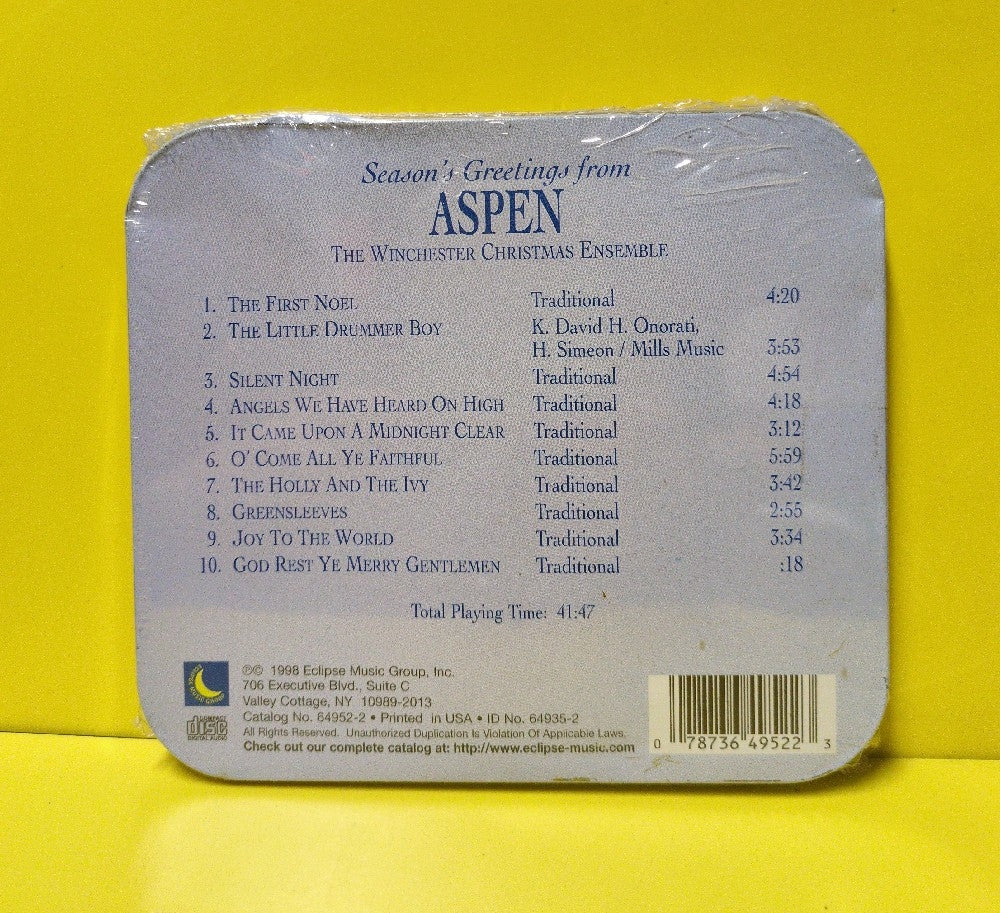 Season's Greetings from
ASPEN
THE WINCHESTER CHRISTMAS ENSEMBLE
1. THE FIRST NOEL Traditional 4:20
2. THE LITTLE DRUMMER BOY K. David H. Onorati,
H. Simeon / Mills Music 3:53
3. SILENT NIGHT Traditional 4:54
4. ANGELS WE HAVE HEARD ON HIGH Traditional 4:18
5. IT CAME UPON A MIDNIGHT CLEAR Traditional 3:12
6. O' COME ALL YE FAITHFUL Traditional 5:59
7. THE HOLLY AND THE IVY Traditional 3:42
8. GREENSLEEVES Traditional 2:55
9. JOY TO THE WORLD Traditional 3:34
10. GOD REST YE MERRY GENTLEMEN Traditional :18
Total Playing Time: 41:47
℗© 1998 Eclipse Music Group, Inc.
706 Executive Blvd., Suite C
Valley Cottage, NY 10989-2013
Catalog No. 64952-2 • Printed in USA • ID No. 64935-2
All Rights Reserved. Unauthorized Duplication Is Violation Of Applicable Laws.
Check out our complete catalog at: http://www.eclipse-music.com
COMPACT
disc
DIGITAL AUDIO
0 78736 49522 3